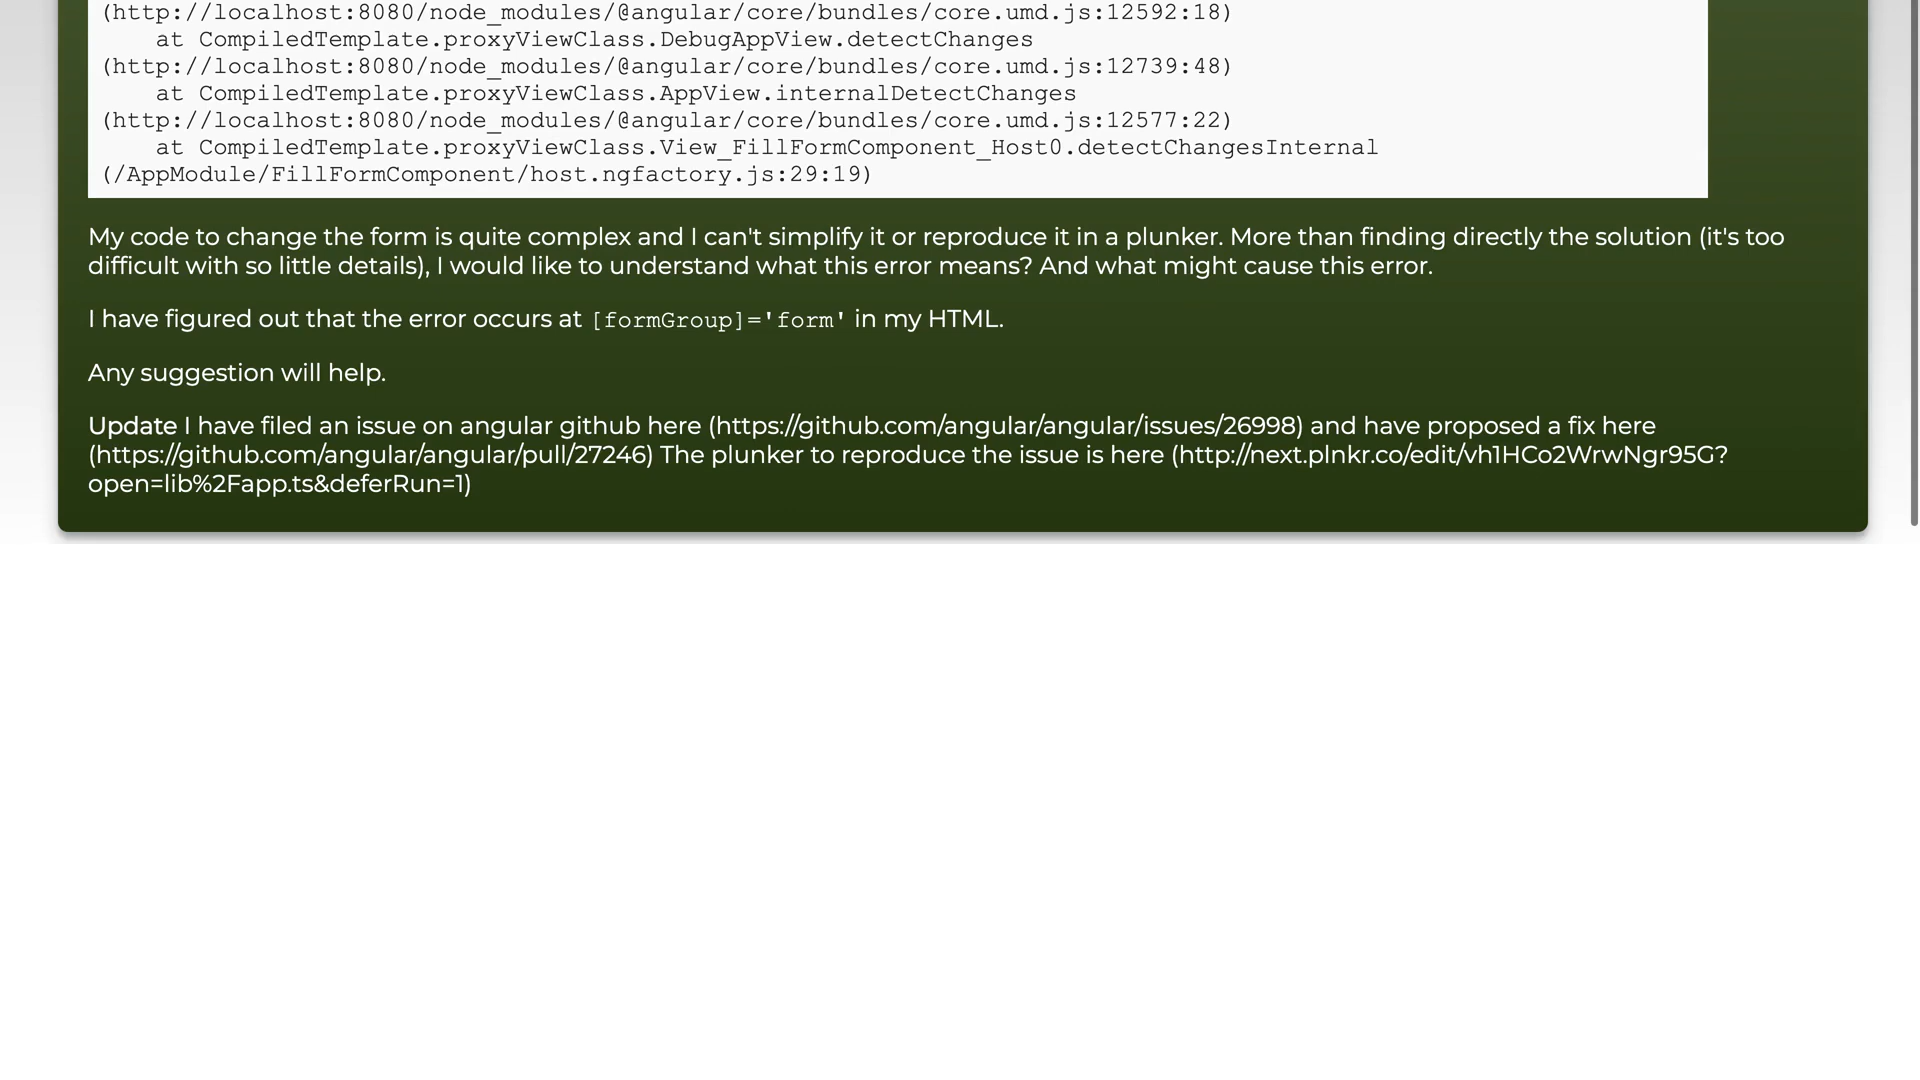 (http://localhost:8080/node_modules/@angular/core/bundles/core.umd.js:12592:18)
at CompiledTemplate.proxyViewClass.DebugAppView.detectChanges
(http://localhost:8080/node_modules/@angular/core/bundles/core.umd.js:12739:48)
at CompiledTemplate.proxyViewClass.AppView.internalDetectChanges
(http://localhost:8080/node_modules/@angular/core/bundles/core.umd.js:12577:22)
at CompiledTemplate.proxyViewClass.View_FillFormComponent_Host0.detectChangesInternal
(/AppModule/FillFormComponent/host.ngfactory.js:29:19)
My code to change the form is quite complex and I can't simplify it or reproduce it in a plunker. More than finding directly the solution (it's too
difficult with so little details), I would like to understand what this error means? And what might cause this error.
I have figured out that the error occurs at [formGroup]='form' in my HTML.
Any suggestion will help.
Update I have filed an issue on angular github here (https://github.com/angular/angular/issues/26998) and have proposed a fix here
(https://github.com/angular/angular/pull/27246) The plunker to reproduce the issue is here (http://next.plnkr.co/edit/vh1HCo2WrwNgr95G?
open=lib%2Fapp.ts&deferRun=1)